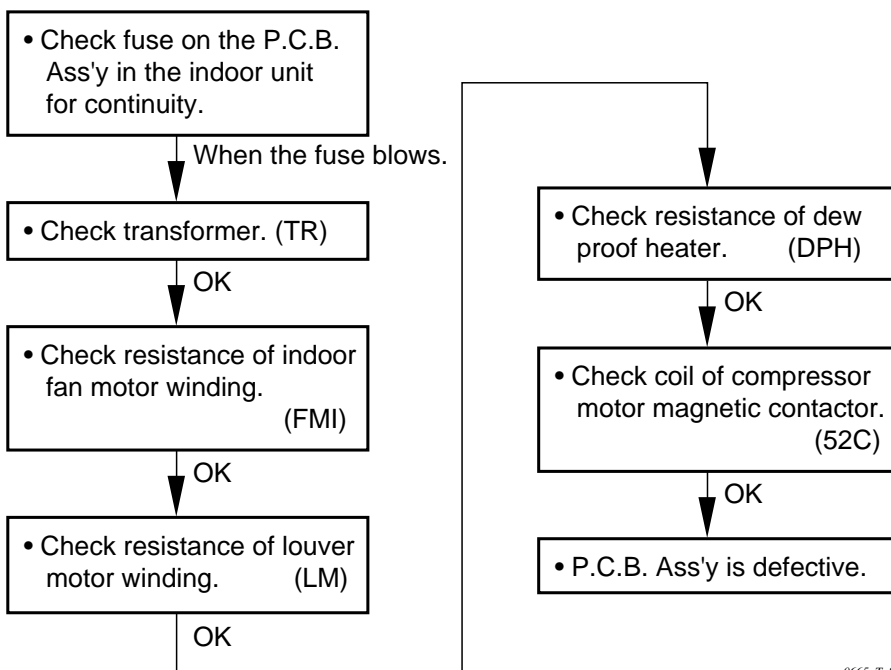 • Check fuse on the P.C.B.
Ass'y in the indoor unit
for continuity.
When the fuse blows.
• Check transformer. (TR)
OK
• Check resistance of indoor
fan motor winding.
(FMI)
OK
• Check resistance of louver
motor winding. (LM)
OK
• Check resistance of dew
proof heater. (DPH)
OK
• Check coil of compressor
motor magnetic contactor.
(52C)
OK
• P.C.B. Ass'y is defective.